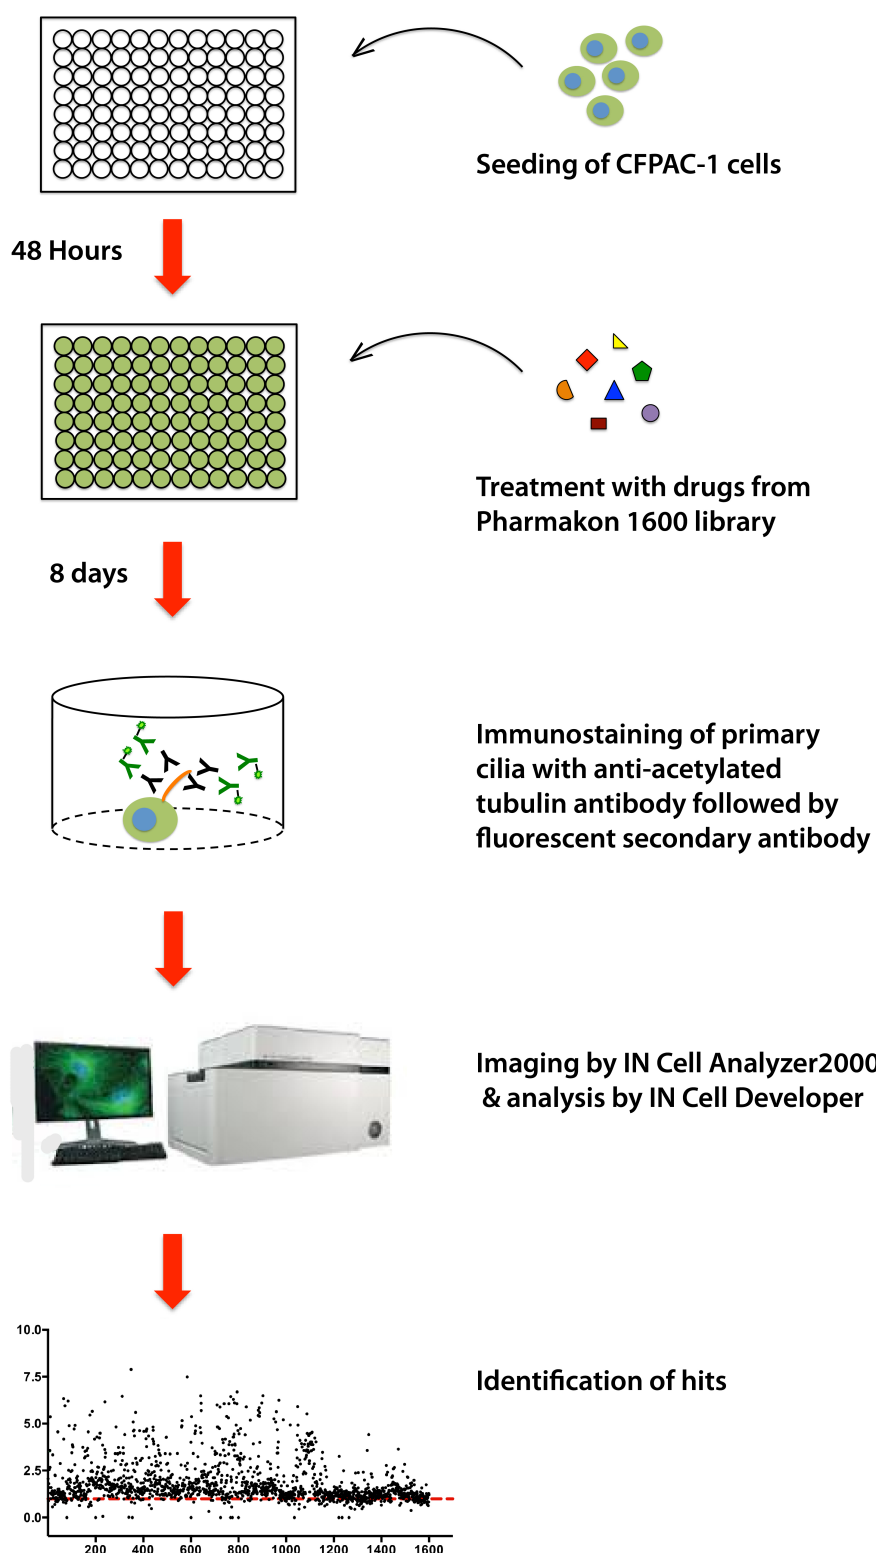 Seeding of CFPAC-1 cells
48 Hours
Treatment with drugs from
Pharmakon 1600 library
8 days
Immunostaining of primary
cilia with anti-acetylated
tubulin antibody followed by
fluorescent secondary antibody
Imaging by IN Cell Analyzer2000
& analysis by IN Cell Developer
Identification of hits
10.0
7.5
5.0
2.5
0.0
200 400 600 800 1000 1200 1400 1600